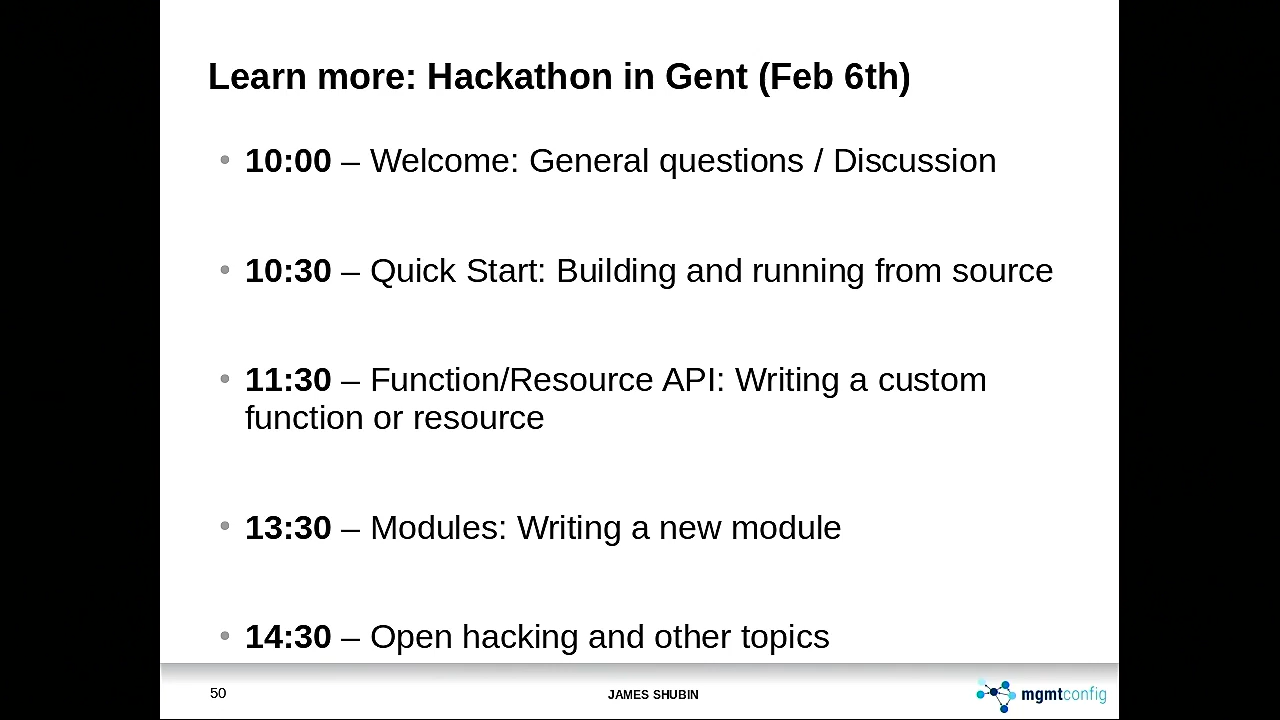 Learn more: Hackathon in Gent (Feb 6th)
• 10:00 – Welcome: General questions / Discussion
• 10:30 – Quick Start: Building and running from source
• 11:30 – Function/Resource API: Writing a custom
function or resource
• 13:30 – Modules: Writing a new module
• 14:30 – Open hacking and other topics
50
JAMES SHUBIN
mgmtconfig